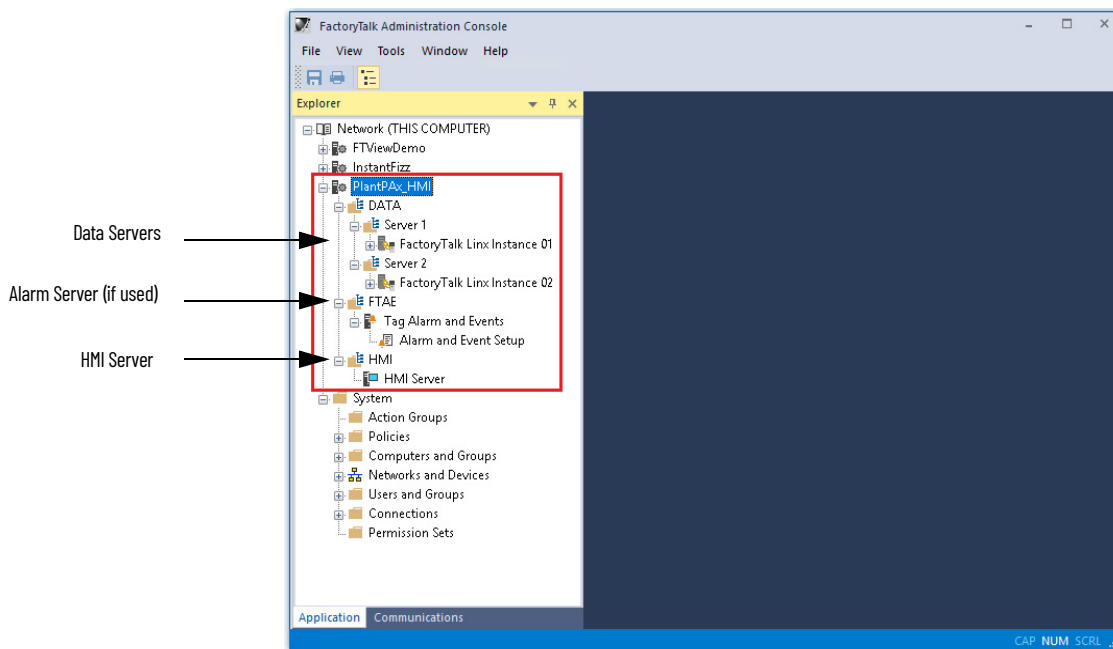 FactoryTalk Administration Console
File View Tools Window Help
Explorer
Network (THIS COMPUTER)
FTViewDemo
InstantFizz
PlantPAx_HMI
DATA
Server 1
Data Servers
FactoryTalk Linx Instance 01
Server 2
FactoryTalk Linx Instance 02
Alarm Server (if used)
FTAE
Tag Alarm and Events
Alarm and Event Setup
HMI Server
HMI
HMI Server
System
Action Groups
Policies
Computers and Groups
Networks and Devices
Users and Groups
Connections
Permission Sets
Application Communications
CAP NUM SCRL